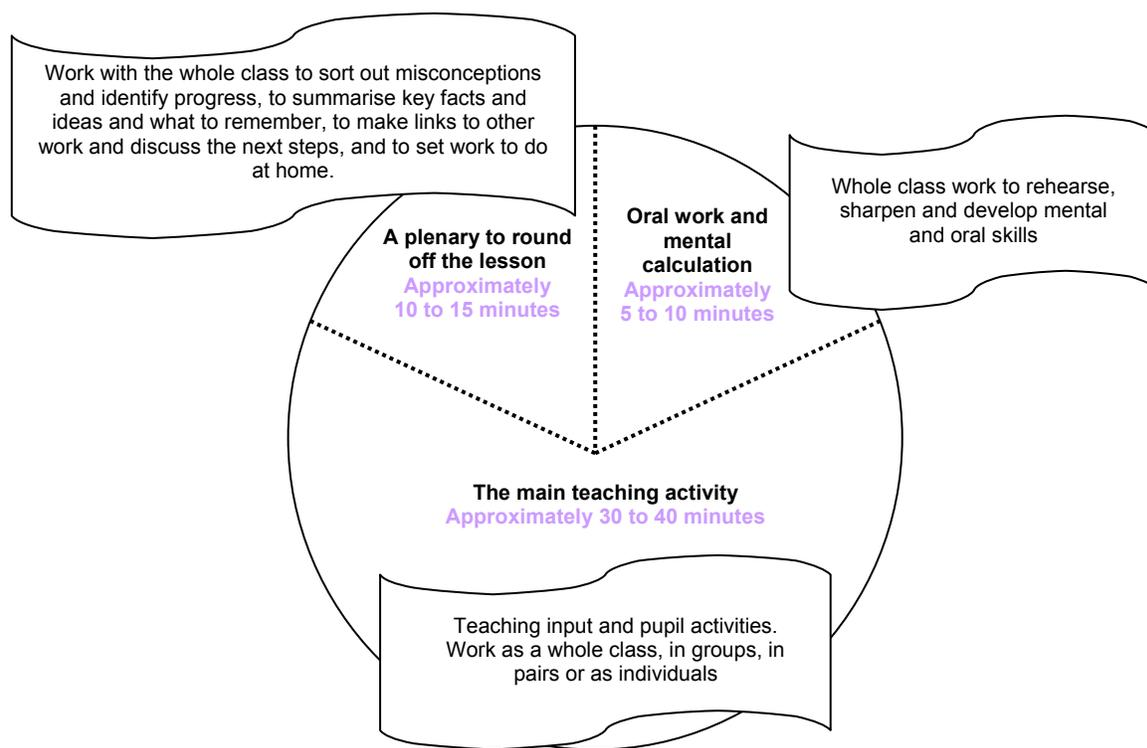 Work with the whole class to sort out misconceptions
and identify progress, to summarise key facts and
ideas and what to remember, to make links to other
work and discuss the next steps, and to set work to do
at home.
Whole class work to rehearse,
sharpen and develop mental
and oral skills
A plenary to round
off the lesson
Approximately
10 to 15 minutes
Oral work and
mental
calculation
Approximately
5 to 10 minutes
The main teaching activity
Approximately 30 to 40 minutes
Teaching input and pupil activities.
Work as a whole class, in groups, in
pairs or as individuals